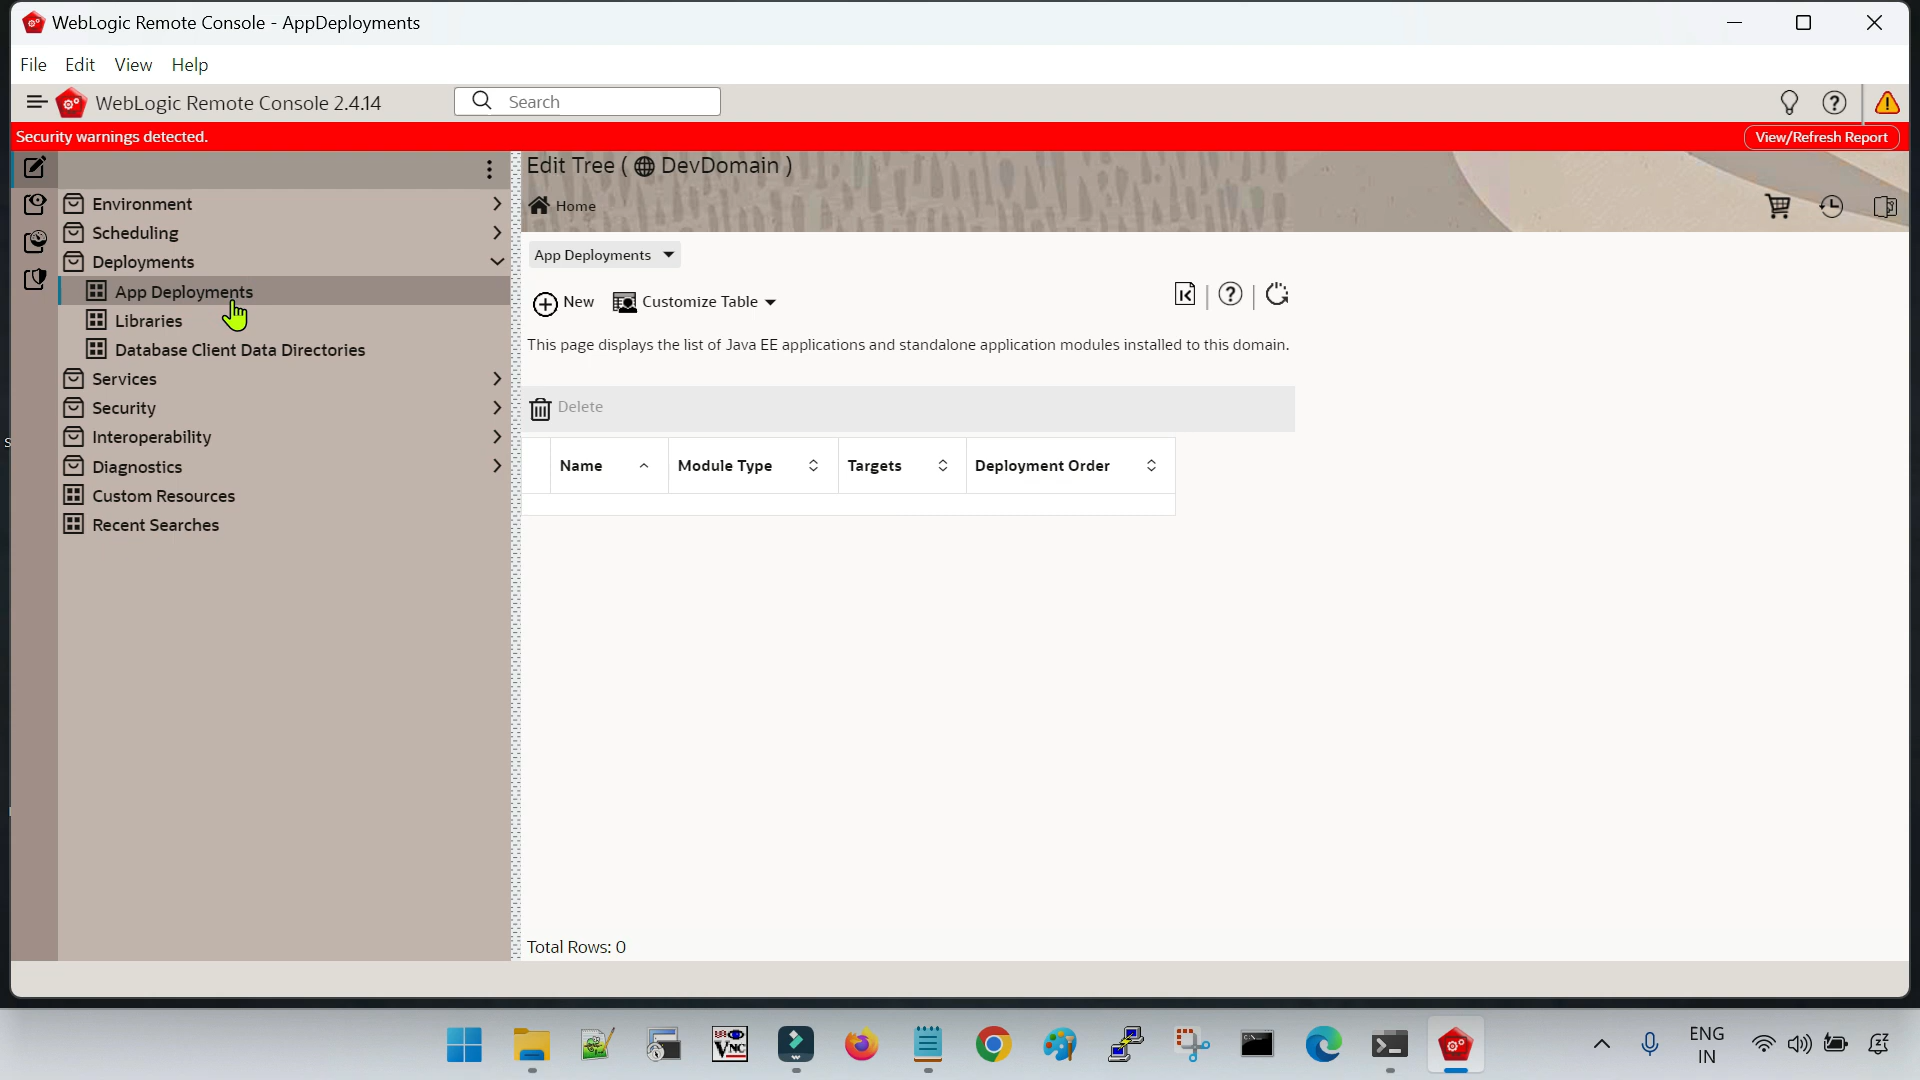 WebLogic Remote Console - AppDeployments
File Edit View Help
WebLogic Remote Console 2.4.14
Search
Security warnings detected.
View/Refresh Report
Edit Tree ( DevDomain )
Home
Environment
Scheduling
Deployments
App Deployments
Libraries
Database Client Data Directories
Services
Security
Interoperability
Diagnostics
Custom Resources
Recent Searches
App Deployments
New Customize Table
This page displays the list of Java EE applications and standalone application modules installed to this domain.
Delete
Name Module Type Targets Deployment Order
Total Rows: 0
VNC
ENG
IN